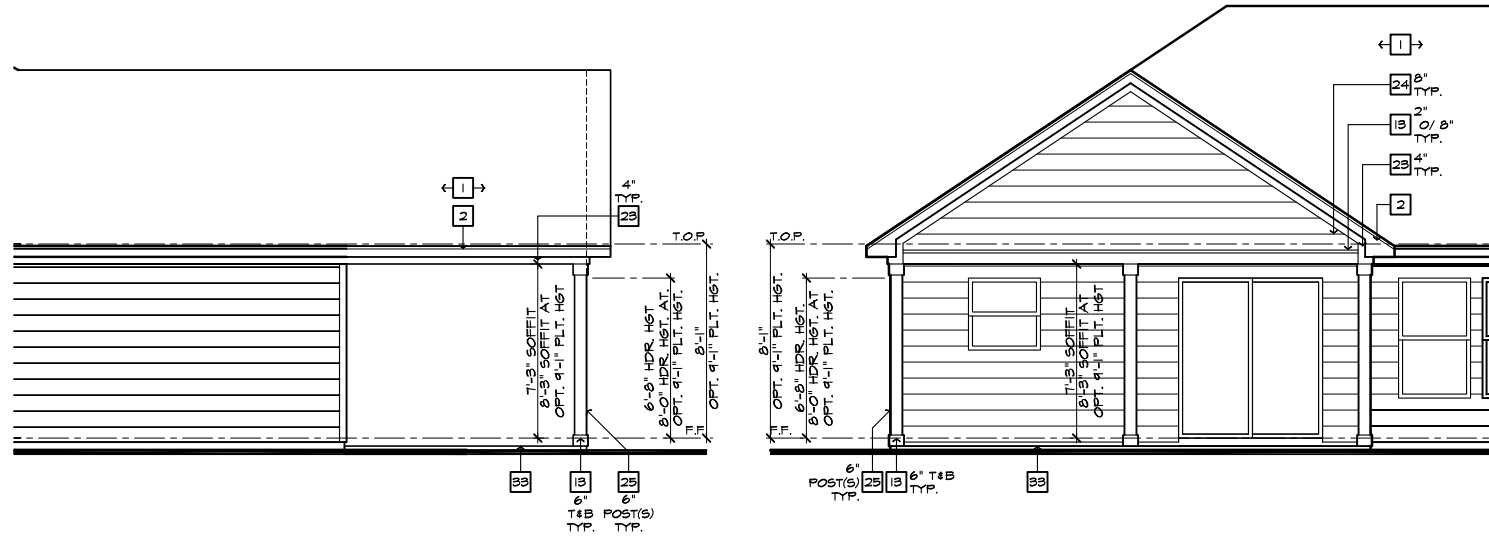 1
2
4"
TYP.
23
T.O.P.
7'-3" SOFFIT
8'-3" SOFFIT AT
OPT. 9'-1" PLT. HGT
6'-8" HDR. HGT
8'-0" HDR. HGT. AT.
OPT. 9'-1" PLT. HGT.
8'-1"
OPT. 9'-1" PLT. HGT.
F.F.
33
13
6"
T&B
TYP.
25
6"
POST(S)
TYP.
1
24 8"
TYP.
13 2"
O/ 8"
TYP.
23 4"
TYP.
2
T.O.P.
8'-1"
OPT. 9'-1" PLT. HGT.
6'-8" HDR. HGT.
8'-0" HDR. HGT. AT
OPT. 9'-1" PLT. HGT.
7'-3" SOFFIT
8'-3" SOFFIT AT
OPT. 9'-1" PLT. HGT
F.F.
6"
POST(S)
TYP.
25
13 6" T&B
TYP.
33